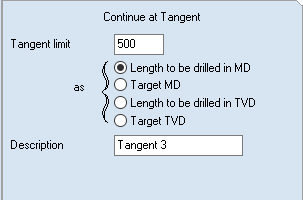 Continue at Tangent
Tangent limit 500
as
Length to be drilled in MD
Target MD
Length to be drilled in TVD
Target TVD
Description Tangent 3